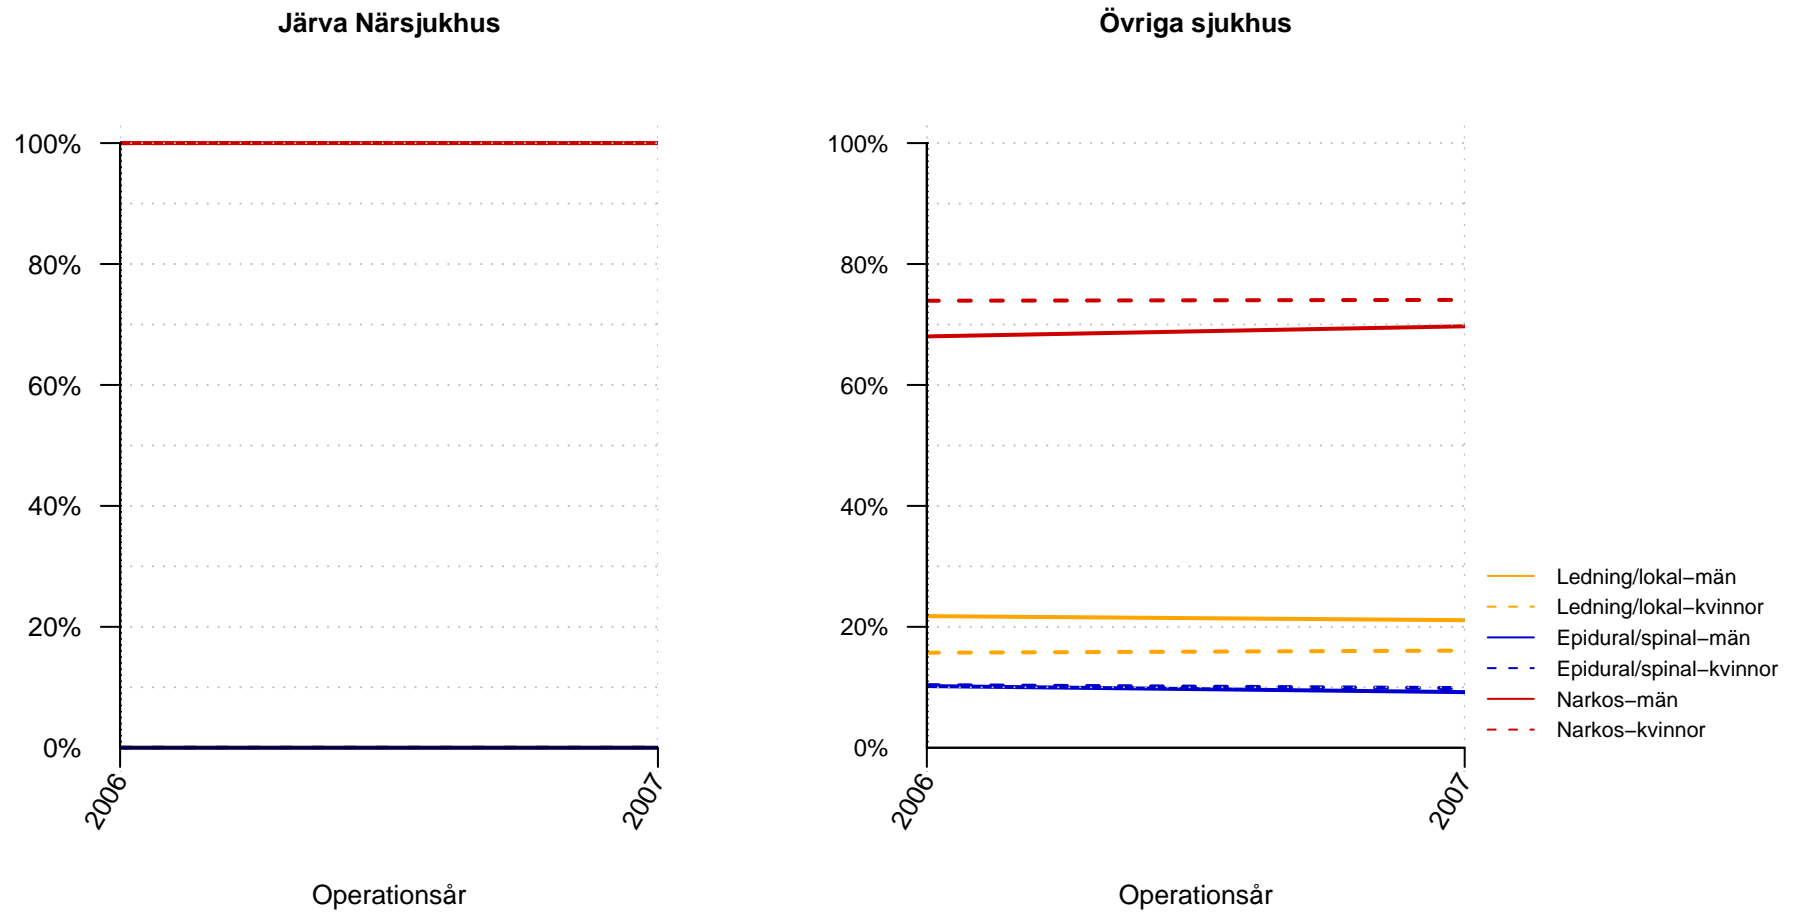 Järva Närsjukhus
100%
80%
60%
40%
20%
0%
2006
2007
Operationsår
Övriga sjukhus
100%
80%
60%
40%
20%
0%
2006
2007
Operationsår
Ledning/lokal−män
Ledning/lokal−kvinnor
Epidural/spinal−män
Epidural/spinal−kvinnor
Narkos−män
Narkos−kvinnor